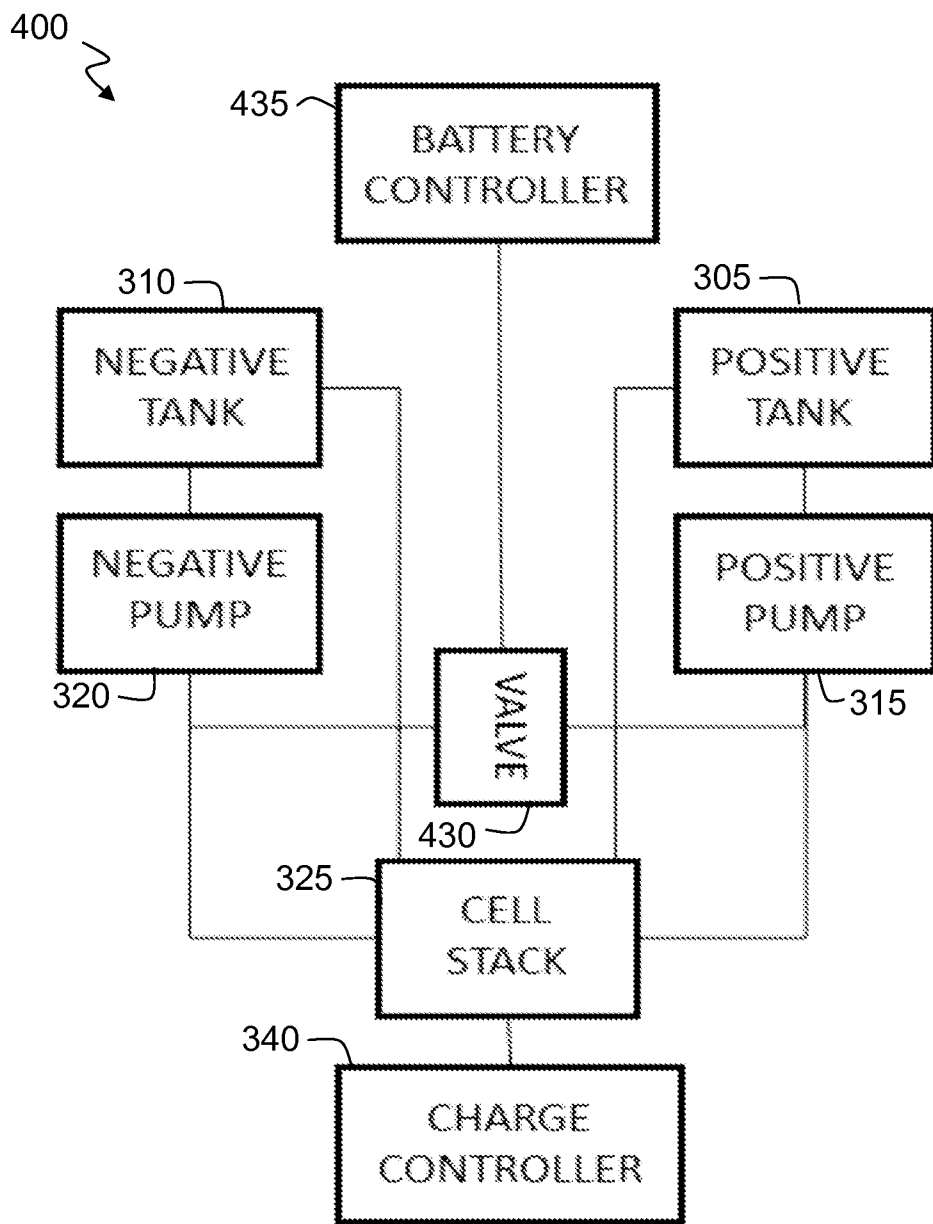 400
435
BATTERY
CONTROLLER
310
NEGATIVE
TANK
305
POSITIVE
TANK
NEGATIVE
PUMP
320
POSITIVE
PUMP
315
VALVE
430
325
CELL
STACK
340
CHARGE
CONTROLLER